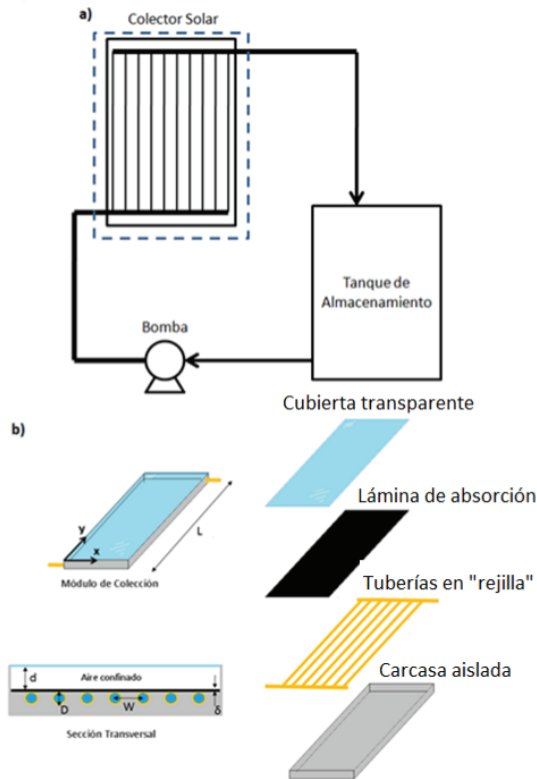 a)
Colector Solar
Tanque de
Almacenamiento
Bomba
Cubierta transparente
b)
Lámina de absorción
y
x
L
Módulo de Colección
Tuberías en "rejilla"
Carcasa aislada
d
Aire confinado
D
W
δ
Sección Transversal